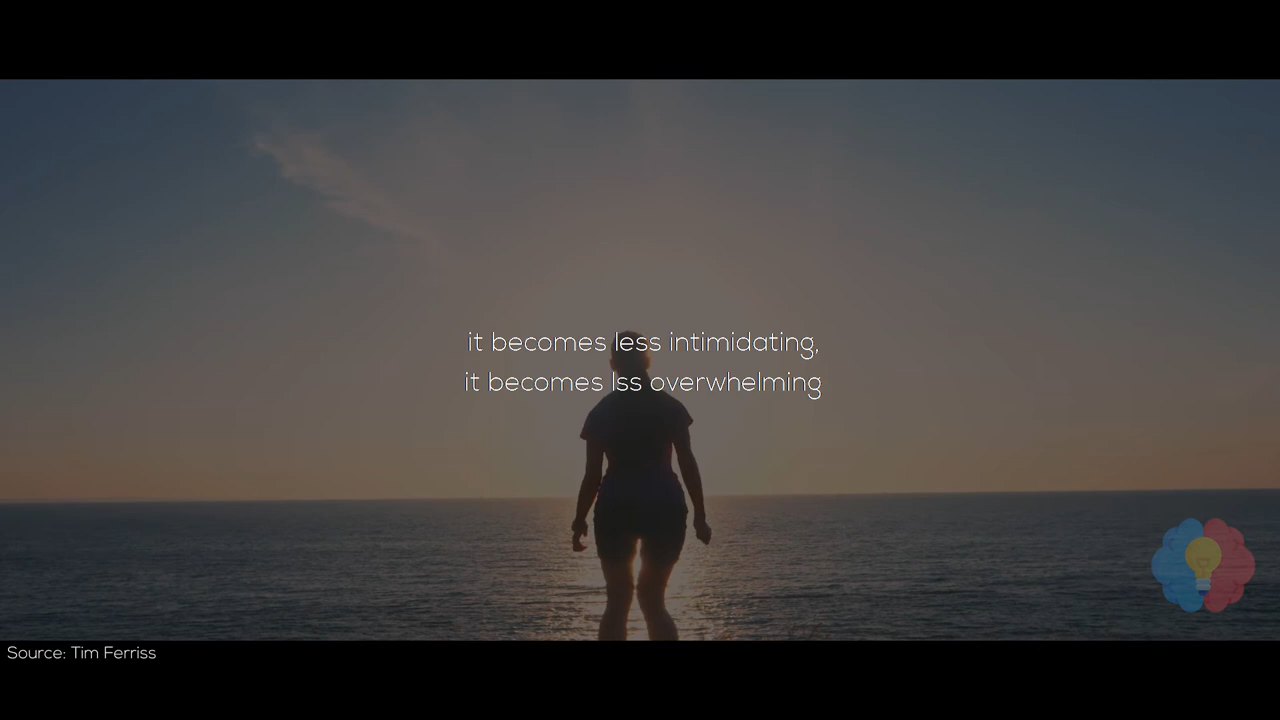 it becomes less intimidating,
it becomes lss overwhelming
Source: Tim Ferriss